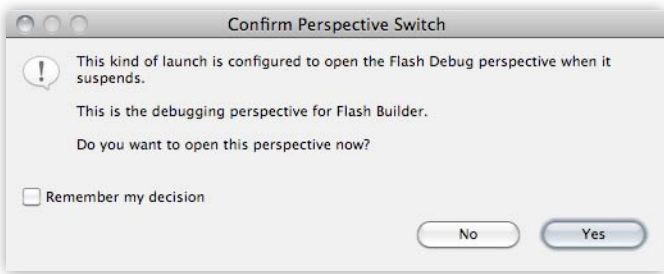 Confirm Perspective Switch
This kind of launch is configured to open the Flash Debug perspective when it
suspends.
This is the debugging perspective for Flash Builder.
Do you want to open this perspective now?
Remember my decision
No
Yes